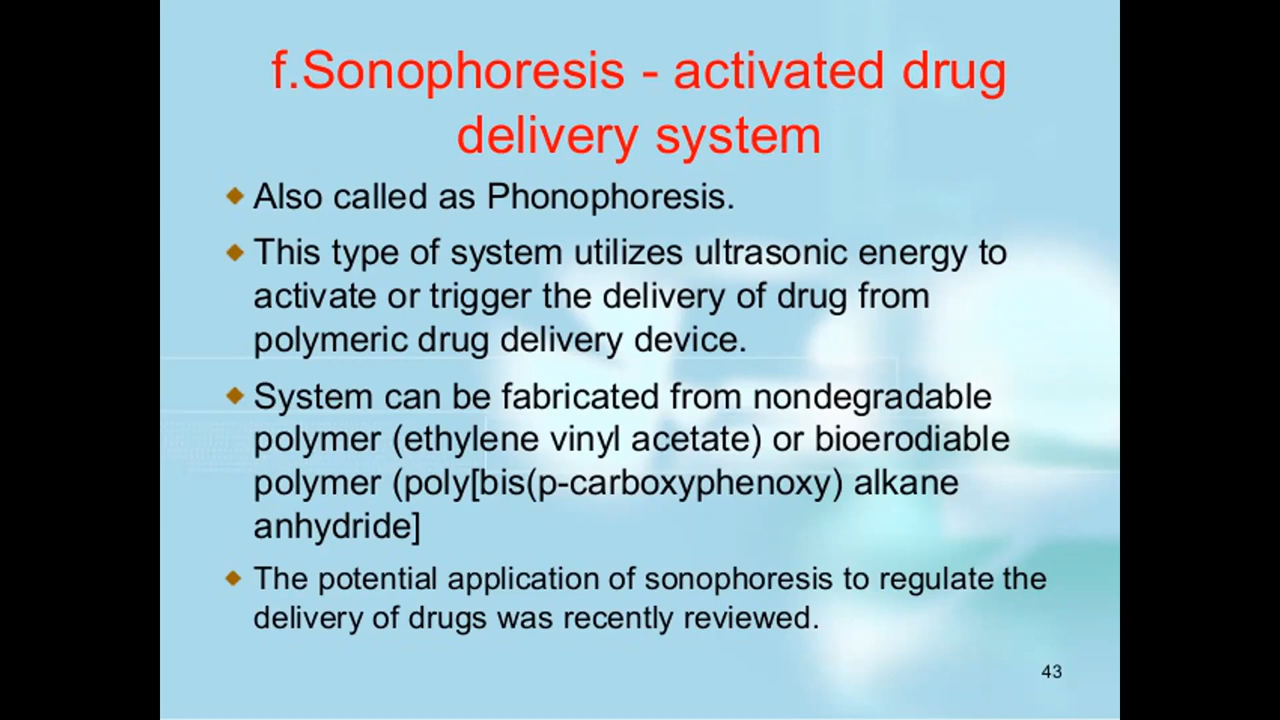 f.Sonophoresis - activated drug
delivery system
Also called as Phonophoresis.
This type of system utilizes ultrasonic energy to
activate or trigger the delivery of drug from
polymeric drug delivery device.
System can be fabricated from nondegradable
polymer (ethylene vinyl acetate) or bioerodiable
polymer (poly[bis(p-carboxyphenoxy) alkane
anhydride]
The potential application of sonophoresis to regulate the
delivery of drugs was recently reviewed.
43